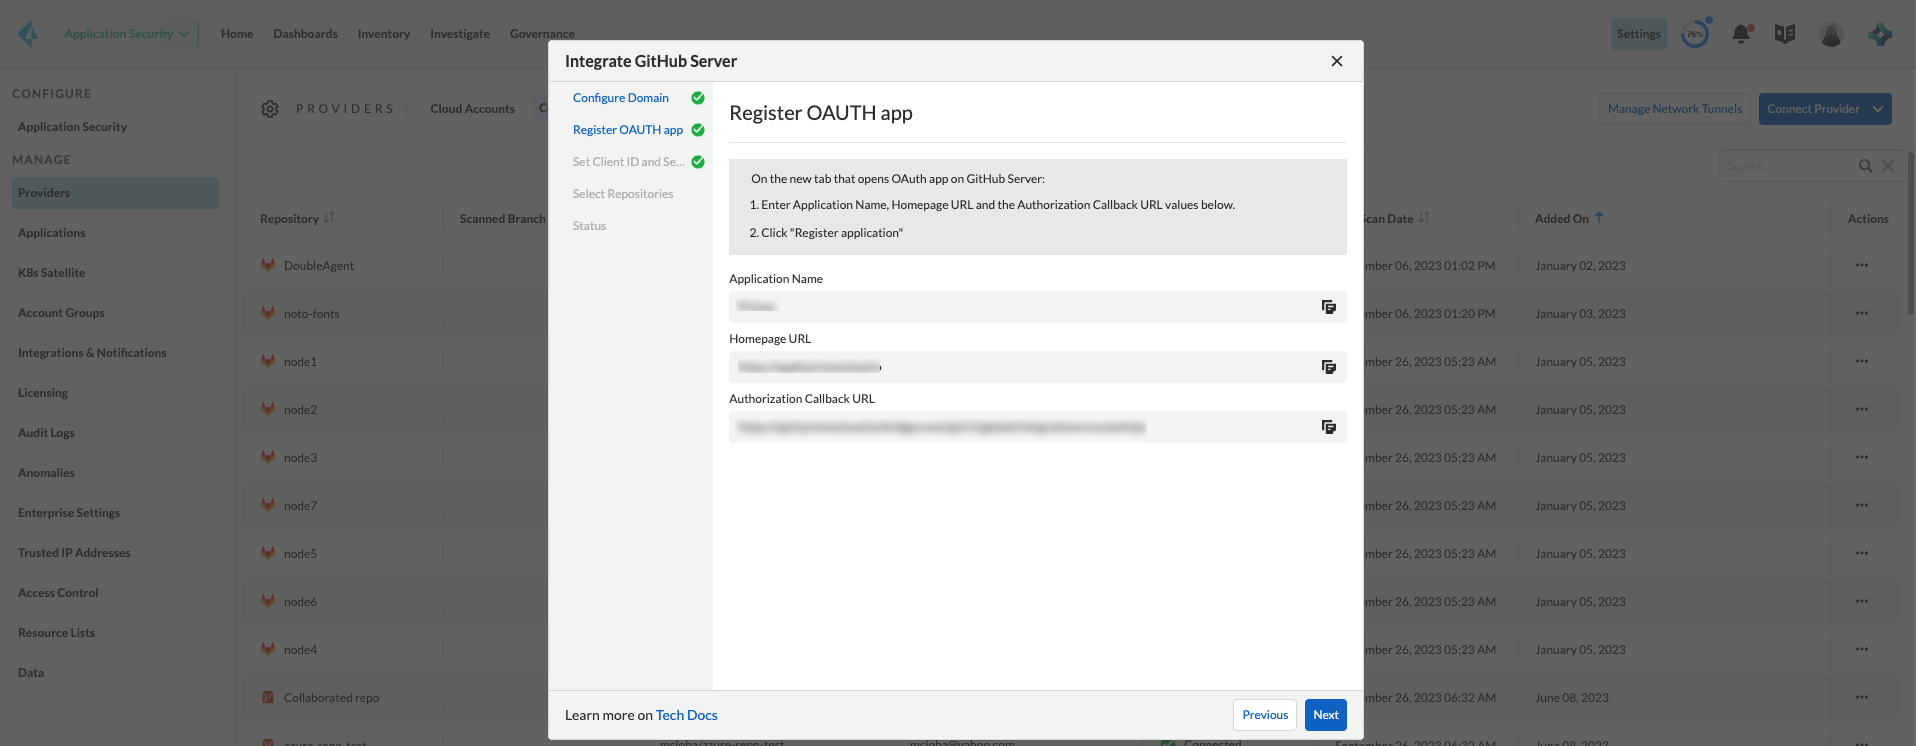 Application Security
Home
Dashboards
Inventory
Investigate
Governance
Settings
76%
CONFIGURE
Application Security
MANAGE
Providers
Applications
K8s Satellite
Account Groups
Integrations & Notifications
Licensing
Audit Logs
Anomalies
Enterprise Settings
Trusted IP Addresses
Access Control
Resource Lists
Data
PROVIDERS
Cloud Accounts
Manage Network Tunnels
Connect Provider
Search...
Repository
Scanned Branch
Scan Date
Added On
Actions
DoubleAgent
mber 06, 2023 01:02 PM
January 02, 2023
noto-fonts
mber 06, 2023 01:20 PM
January 03, 2023
node1
mber 26, 2023 05:23 AM
January 05, 2023
node2
mber 26, 2023 05:23 AM
January 05, 2023
node3
mber 26, 2023 05:23 AM
January 05, 2023
node7
mber 26, 2023 05:23 AM
January 05, 2023
node5
mber 26, 2023 05:23 AM
January 05, 2023
node6
mber 26, 2023 05:23 AM
January 05, 2023
node4
mber 26, 2023 05:23 AM
January 05, 2023
Collaborated repo
mber 26, 2023 06:32 AM
June 08, 2023
Integrate GitHub Server
Configure Domain
Register OAUTH app
Set Client ID and Se...
Select Repositories
Status
Register OAUTH app
On the new tab that opens OAuth app on GitHub Server:
1. Enter Application Name, Homepage URL and the Authorization Callback URL values below.
2. Click "Register application"
Application Name
Homepage URL
Authorization Callback URL
Learn more on Tech Docs
Previous
Next